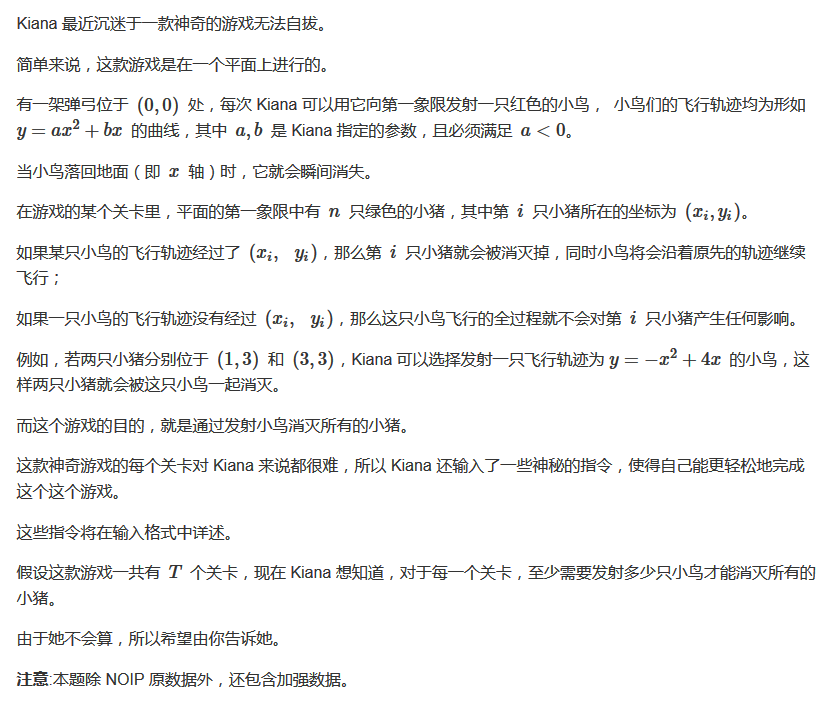 Kiana 最近沉迷于一款神奇的游戏无法自拔。
简单来说，这款游戏是在一个平面上进行的。
有一架弹弓位于 (0,0) 处，每次 Kiana 可以用它向第一象限发射一只红色的小鸟， 小鸟们的飞行轨迹均为形如
y = ax² + bx 的曲线，其中 a, b 是 Kiana 指定的参数，且必须满足 a < 0。
当小鸟落回地面（即 x 轴）时，它就会瞬间消失。
在游戏的某个关卡里，平面的第一象限中有 n 只绿色的小猪，其中第 i 只小猪所在的坐标为 (xᵢ, yᵢ)。
如果某只小鸟的飞行轨迹经过了 (xᵢ, yᵢ)，那么第 i 只小猪就会被消灭掉，同时小鸟将会沿着原先的轨迹继续
飞行；
如果一只小鸟的飞行轨迹没有经过 (xᵢ, yᵢ)，那么这只小鸟飞行的全过程就不会对第 i 只小猪产生任何影响。
例如，若两只小猪分别位于 (1,3) 和 (3,3)，Kiana 可以选择发射一只飞行轨迹为 y = −x² + 4x 的小鸟，这
样两只小猪就会被这只小鸟一起消灭。
而这个游戏的目的，就是通过发射小鸟消灭所有的小猪。
这款神奇游戏的每个关卡对 Kiana 来说都很难，所以 Kiana 还输入了一些神秘的指令，使得自己能更轻松地完成
这个这个游戏。
这些指令将在输入格式中详述。
假设这款游戏一共有 T 个关卡，现在 Kiana 想知道，对于每一个关卡，至少需要发射多少只小鸟才能消灭所有的
小猪。
由于她不会算，所以希望由你告诉她。
注意:本题除 NOIP 原数据外，还包含加强数据。